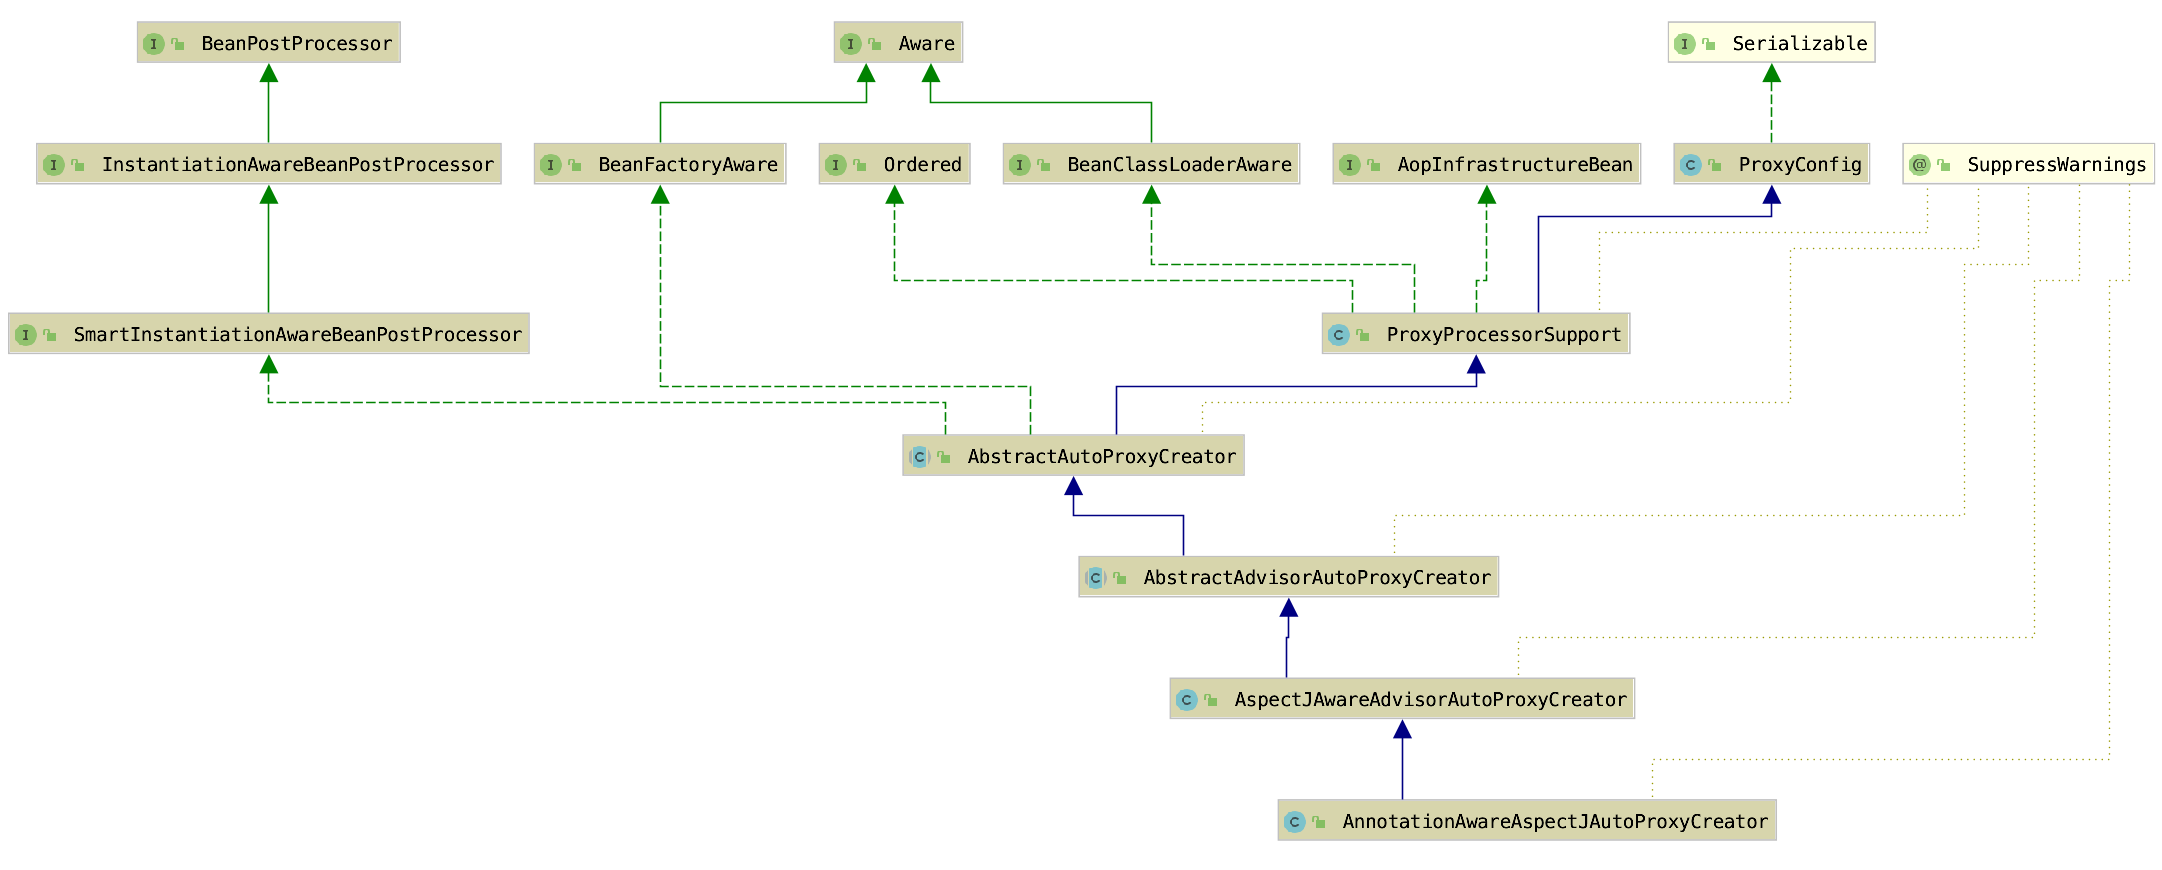 BeanPostProcessor
Aware
Serializable
InstantiationAwareBeanPostProcessor
BeanFactoryAware
Ordered
BeanClassLoaderAware
AopInfrastructureBean
ProxyConfig
SuppressWarnings
SmartInstantiationAwareBeanPostProcessor
ProxyProcessorSupport
AbstractAutoProxyCreator
AbstractAdvisorAutoProxyCreator
AspectJAwareAdvisorAutoProxyCreator
AnnotationAwareAspectJAutoProxyCreator